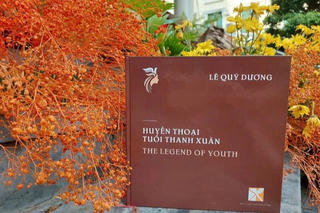 LÊ QUÝ DƯƠNG
HUYỀN THOẠI
TUỔI THANH XUÂN
THE LEGEND OF YOUTH